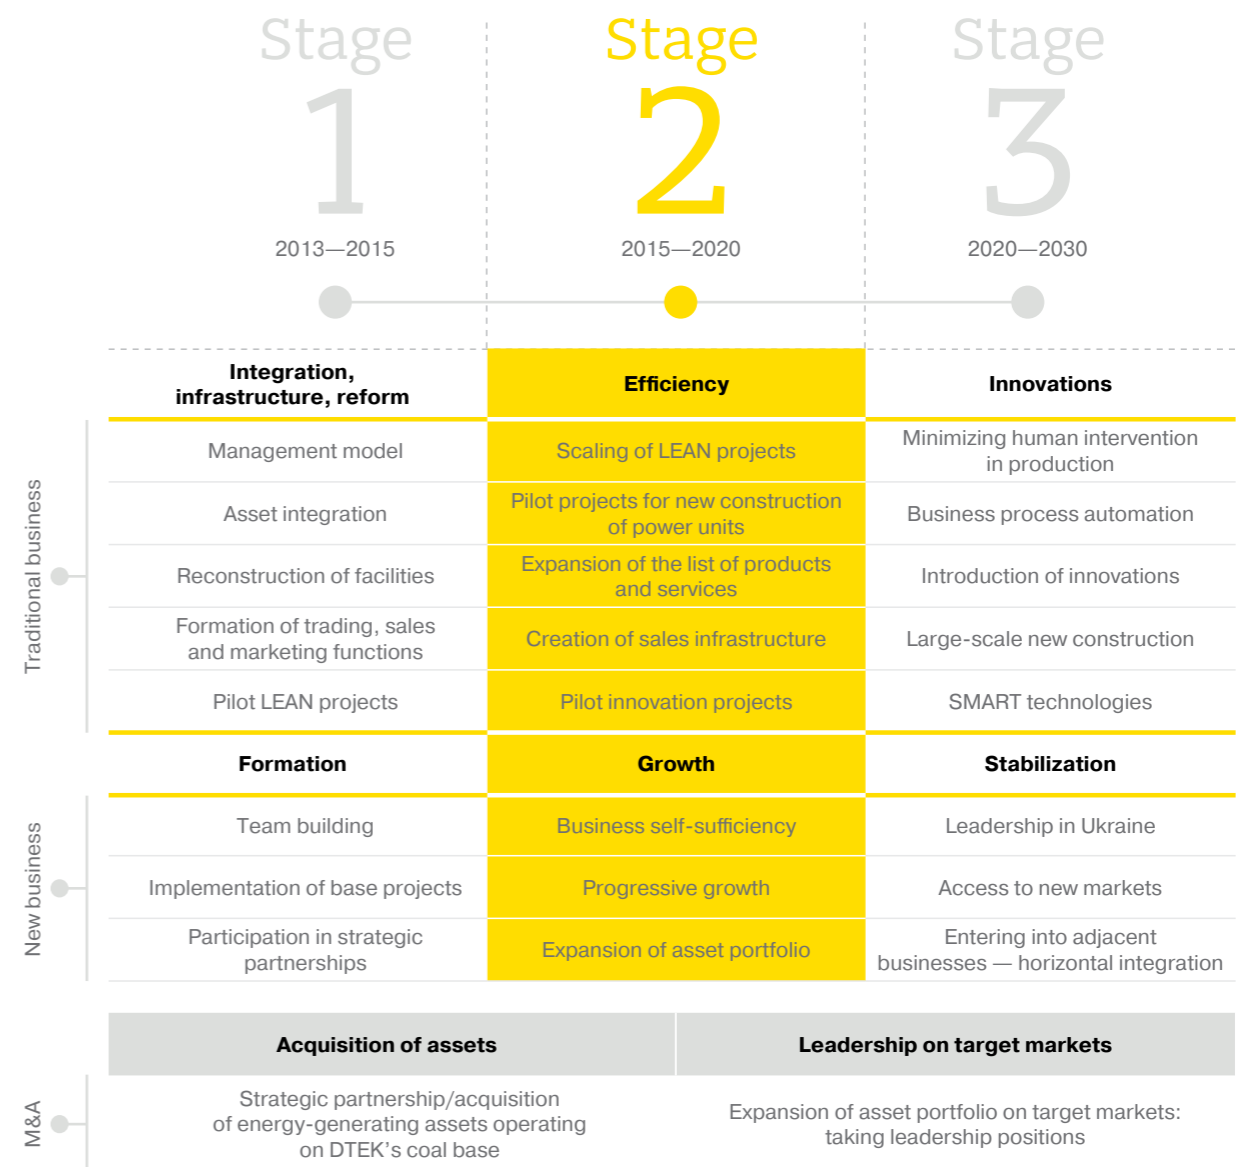 Stage
1
2013—2015
Stage
2
2015—2020
Stage
3
2020—2030
Integration,
infrastructure, reform
Efficiency
Innovations
Traditional business
Management model
Scaling of LEAN projects
Minimizing human intervention
in production
Asset integration
Pilot projects for new construction
of power units
Business process automation
Reconstruction of facilities
Expansion of the list of products
and services
Introduction of innovations
Formation of trading, sales
and marketing functions
Creation of sales infrastructure
Large-scale new construction
Pilot LEAN projects
Pilot innovation projects
SMART technologies
Formation
Growth
Stabilization
New business
Team building
Business self-sufficiency
Leadership in Ukraine
Implementation of base projects
Progressive growth
Access to new markets
Participation in strategic
partnerships
Expansion of asset portfolio
Entering into adjacent
businesses — horizontal integration
Acquisition of assets
Leadership on target markets
M&A
Strategic partnership/acquisition
of energy-generating assets operating
on DTEK's coal base
Expansion of asset portfolio on target markets:
taking leadership positions